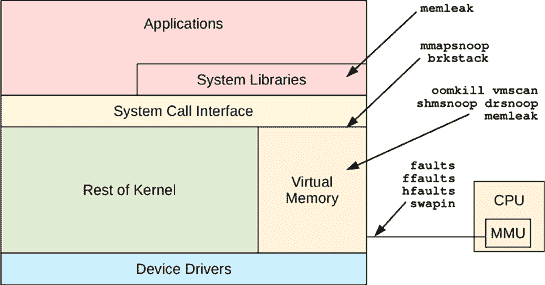 Applications
memleak
System Libraries
mmapsnoop
brkstack
System Call Interface
oomkill vmscan
shmsnoop drsnoop
memleak
Rest of Kernel
Virtual
Memory
faults
ffaults
hfaults
swapin
CPU
MMU
Device Drivers